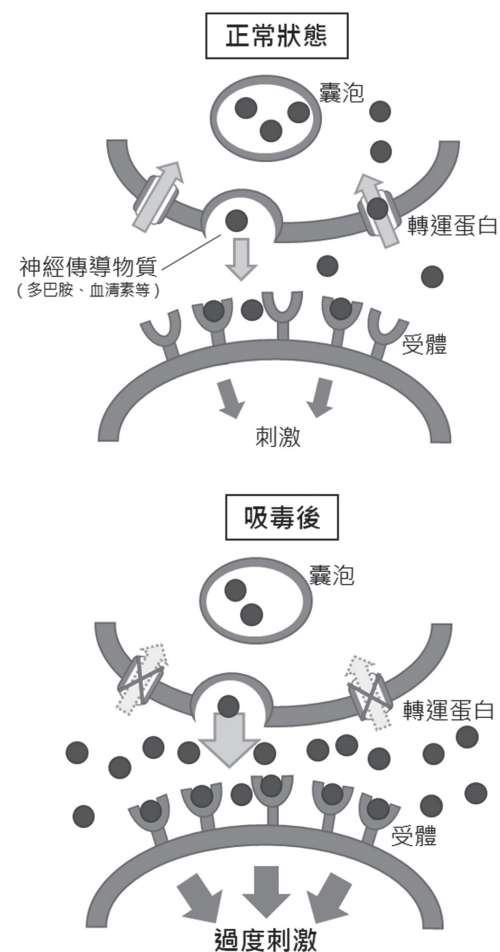 正常狀態
囊泡
轉運蛋白
神經傳導物質
(多巴胺、血清素等)
受體
刺激
吸毒後
囊泡
轉運蛋白
受體
過度刺激